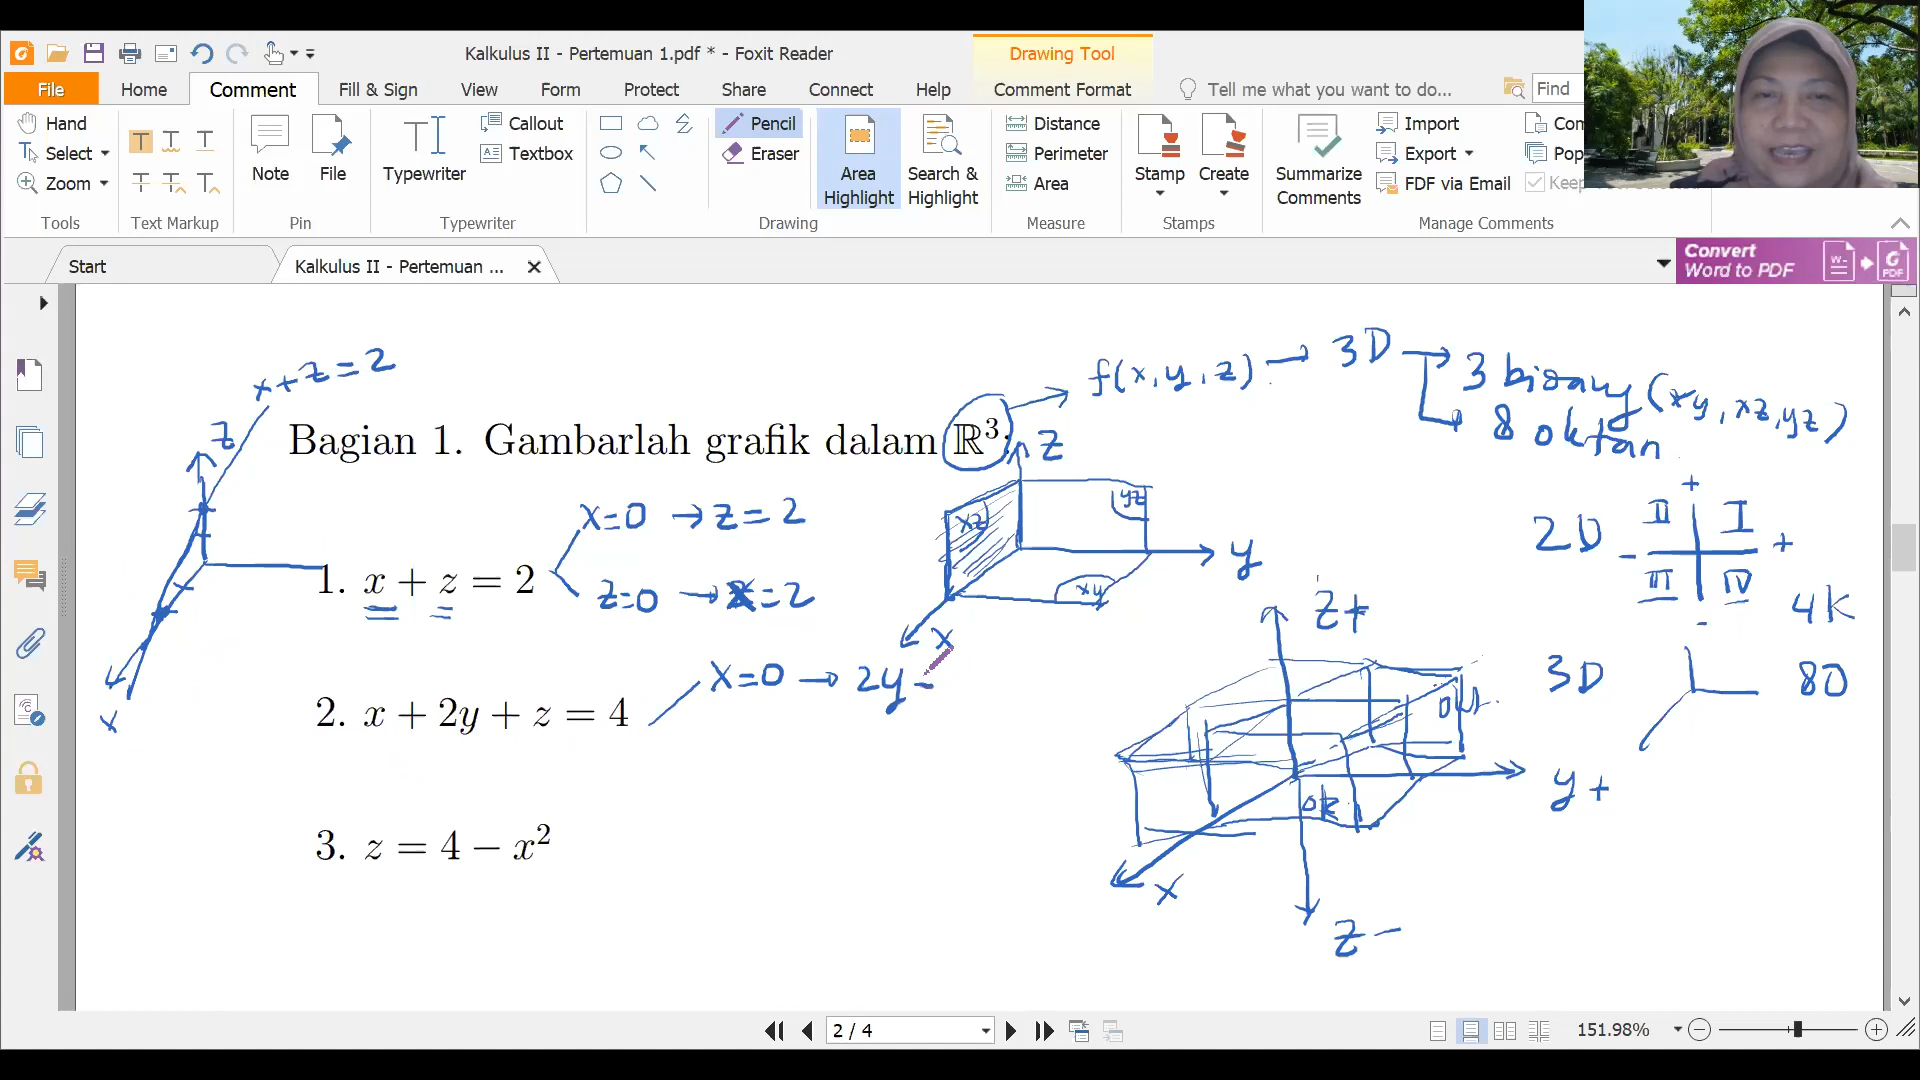 Kalkulus II - Pertemuan 1.pdf * - Foxit Reader
Drawing Tool
File
Home
Comment
Fill & Sign
View
Form
Protect
Share
Connect
Help
Comment Format
Tell me what you want to do...
Find
Hand
Select
Zoom
Tools
Text Markup
Note
File
Pin
Typewriter
Callout
Textbox
Typewriter
Pencil
Eraser
Drawing
Area Highlight
Search & Highlight
Distance
Perimeter
Area
Measure
Stamp
Create
Stamps
Summarize Comments
Import
Export
FDF via Email
Com
Pop
Keep
Manage Comments
Start
Kalkulus II - Pertemuan ...
Convert
Word to PDF
x+z=2
z
x
f(x,y,z) → 3D
3 bidang (xy, xz, yz)
8 oktan
Bagian 1. Gambarlah grafik dalam ℝ³:
z
xz
yz
xy
y
x
x=0 → z=2
1. x + z = 2
z=0 → x=2
2D
+
II
I
-
+
III
IV
-
4K
3D
8O
x=0 → 2y -
2. x + 2y + z = 4
3. z = 4 − x²
z+
y+
ok
x
z-
2 / 4
151.98%